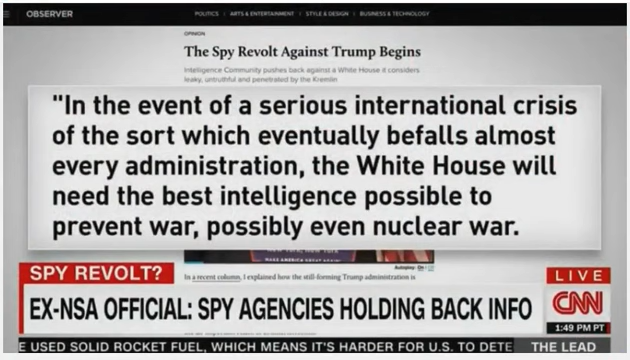 OBSERVER
POLITICS | ARTS & ENTERTAINMENT | STYLE & DESIGN | BUSINESS & TECHNOLOGY
OPINION
The Spy Revolt Against Trump Begins
Intelligence Community pushes back against a White House it considers
leaky, untruthful and penetrated by the Kremlin
"In the event of a serious international crisis
of the sort which eventually befalls almost
every administration, the White House will
need the best intelligence possible to
prevent war, possibly even nuclear war.
Autoplay: On |
In a recent column, I explained how the still-forming Trump administration is
SPY REVOLT?
LIVE
EX-NSA OFFICIAL: SPY AGENCIES HOLDING BACK INFO
CNN
1:49 PM PT
E USED SOLID ROCKET FUEL, WHICH MEANS IT'S HARDER FOR U.S. TO DETE
THE LEAD